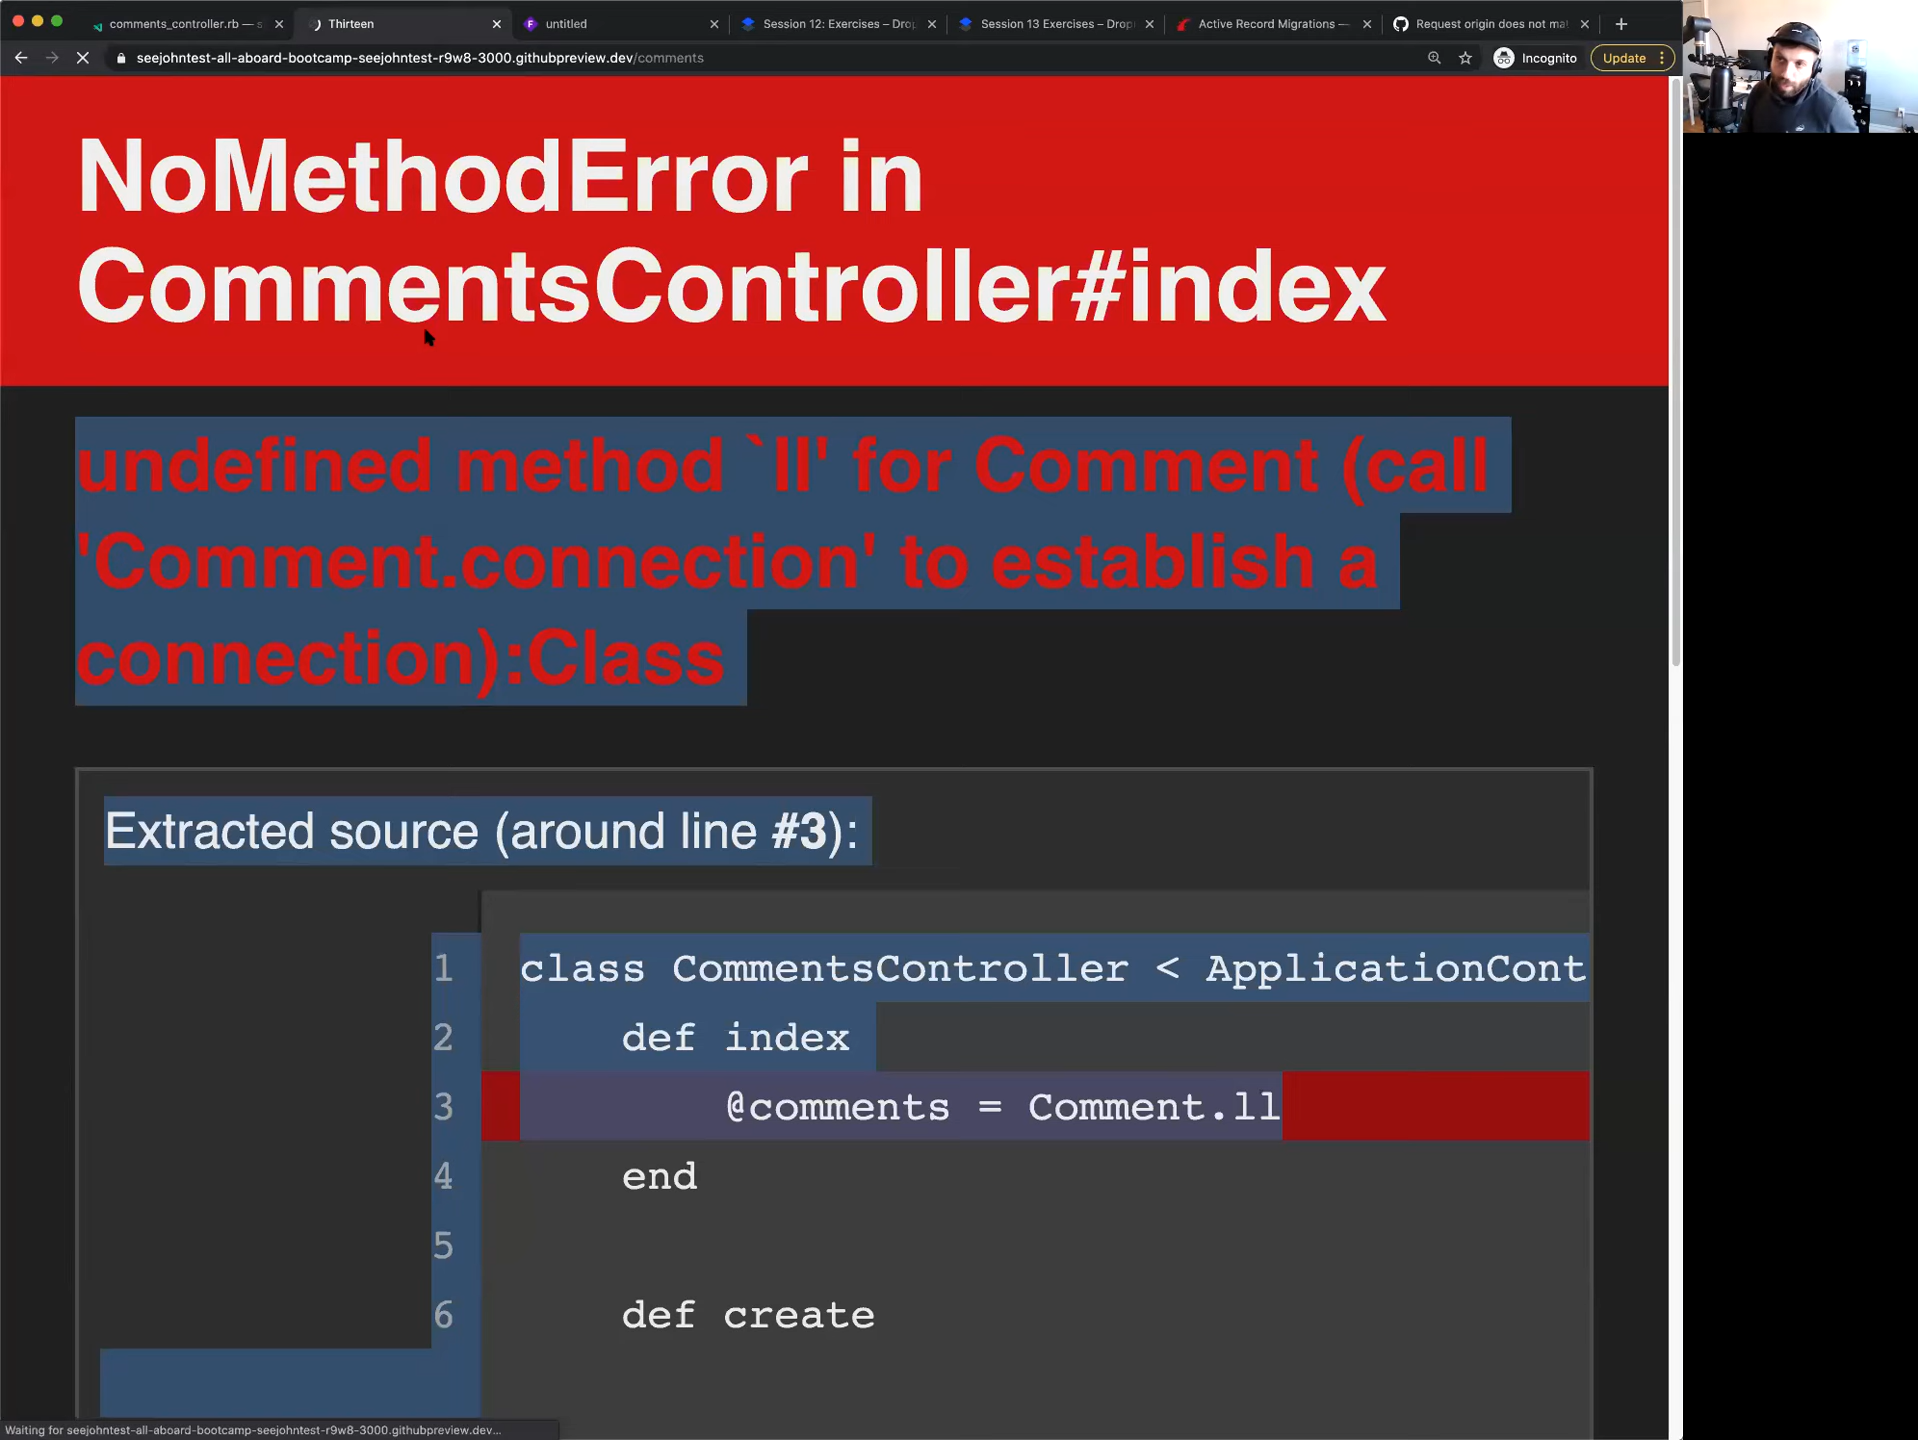 comments_controller.rb — s
Thirteen
untitled
Session 12: Exercises – Drop
Session 13 Exercises – Drop
Active Record Migrations —
Request origin does not ma
seejohntest-all-aboard-bootcamp-seejohntest-r9w8-3000.githubpreview.dev/comments
Incognito
Update
NoMethodError in
CommentsController#index
undefined method `ll' for Comment (call
'Comment.connection' to establish a
connection):Class
Extracted source (around line #3):
1 class CommentsController < ApplicationCont
2 def index
3 @comments = Comment.ll
4 end
5
6 def create
Waiting for seejohntest-all-aboard-bootcamp-seejohntest-r9w8-3000.githubpreview.dev...